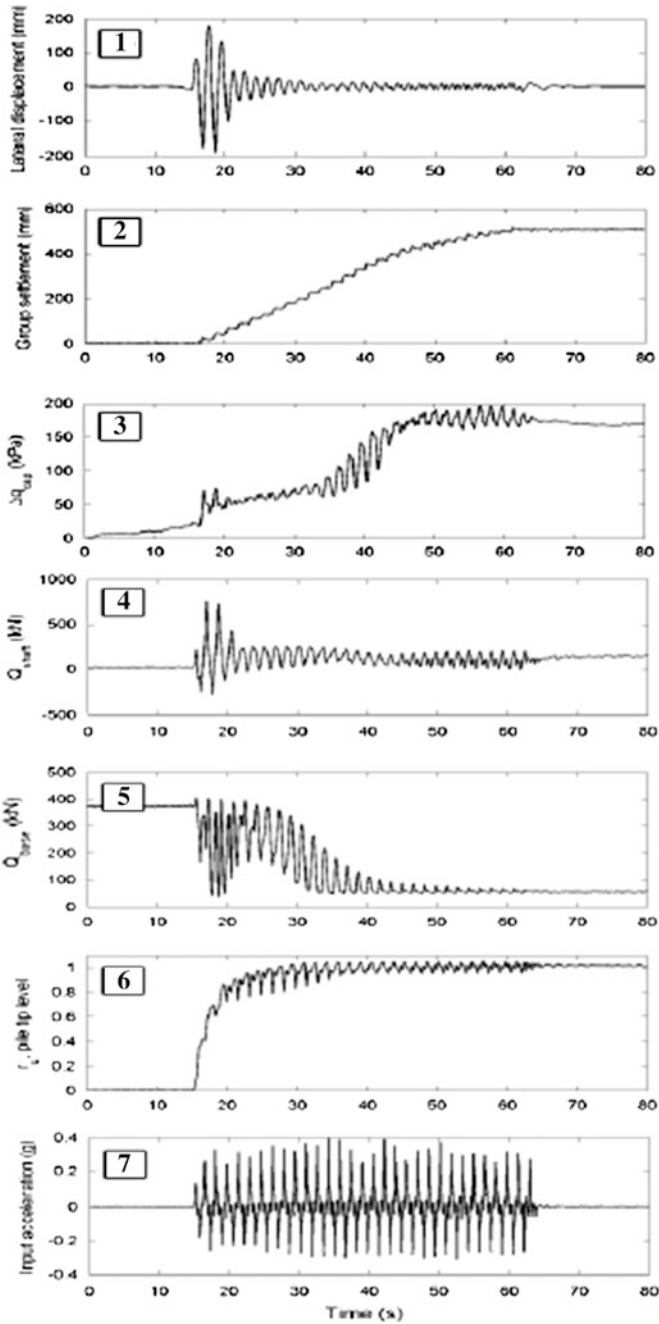 Lateral displacement (mm)
200
100
0
-100
-200
1
0 10 20 30 40 50 60 70 80
Group settlement (mm)
600
400
200
0
2
0 10 20 30 40 50 60 70 80
(kPa)
200
150
100
50
0
3
0 10 20 30 40 50 60 70 80
Q shaft (kN)
1000
500
0
-500
4
0 10 20 30 40 50 60 70 80
Q base (kN)
500
400
300
200
100
0
5
0 10 20 30 40 50 60 70 80
pile tip level
1
0.8
0.6
0.4
0.2
0
6
0 10 20 30 40 50 60 70 80
Input acceleration (g)
0.4
0.2
0
-0.2
-0.4
7
0 10 20 30 40 50 60 70 80
Time (s)